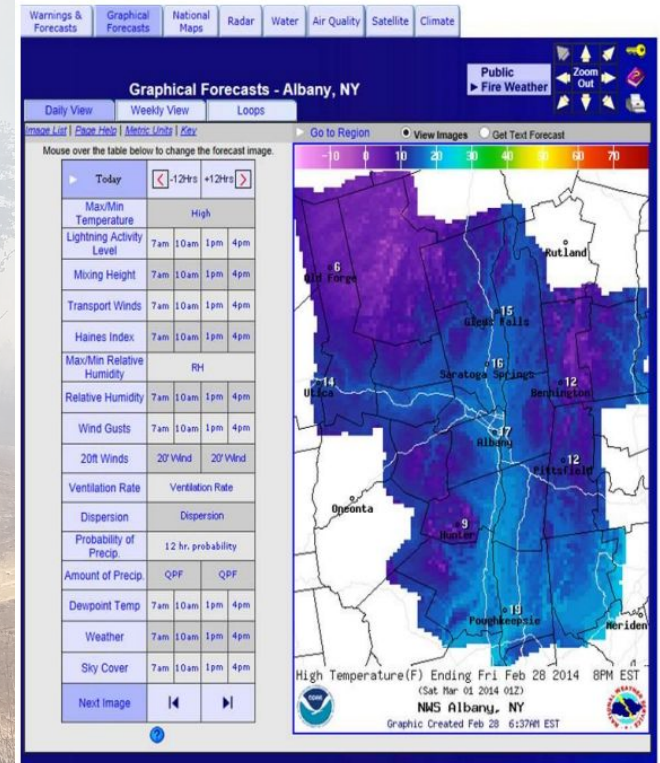 Warnings &
Forecasts
Graphical
Forecasts
National
Maps
Radar
Water
Air Quality
Satellite
Climate
Graphical Forecasts - Albany, NY
Public
▸ Fire Weather
Zoom
Out
Daily View
Weekly View
Loops
Image List | Page Help | Metric Units | Key
Go to Region
View Images
Get Text Forecast
Mouse over the table below to change the forecast image.
Today -12Hrs +12Hrs
Max/Min
Temperature
High
Lightning Activity
Level
7am 10am 1pm 4pm
Mixing Height 7am 10am 1pm 4pm
Transport Winds 7am 10am 1pm 4pm
Haines Index 7am 10am 1pm 4pm
Max/Min Relative
Humidity
RH
Relative Humidity 7am 10am 1pm 4pm
Wind Gusts 7am 10am 1pm 4pm
20ft Winds 20' Wind 20' Wind
Ventilation Rate Ventilation Rate
Dispersion Dispersion
Probability of
Precip.
12 hr. probability
Amount of Precip. QPF QPF
Dewpoint Temp 7am 10am 1pm 4pm
Weather 7am 10am 1pm 4pm
Sky Cover 7am 10am 1pm 4pm
Next Image
?
-10 0 10 20 30 40 50 60 70
Rutland
6
Old Forge
15
Glens Falls
16
Saratoga Springs
14
Utica
12
Bennington
17
Albany
12
Pittsfield
Oneonta
9
Hunter
19
Poughkeepsie
Meriden
High Temperature(F) Ending Fri Feb 28 2014 8PM EST
(Sat Mar 01 2014 01Z)
NWS Albany, NY
Graphic Created Feb 28 6:37AM EST